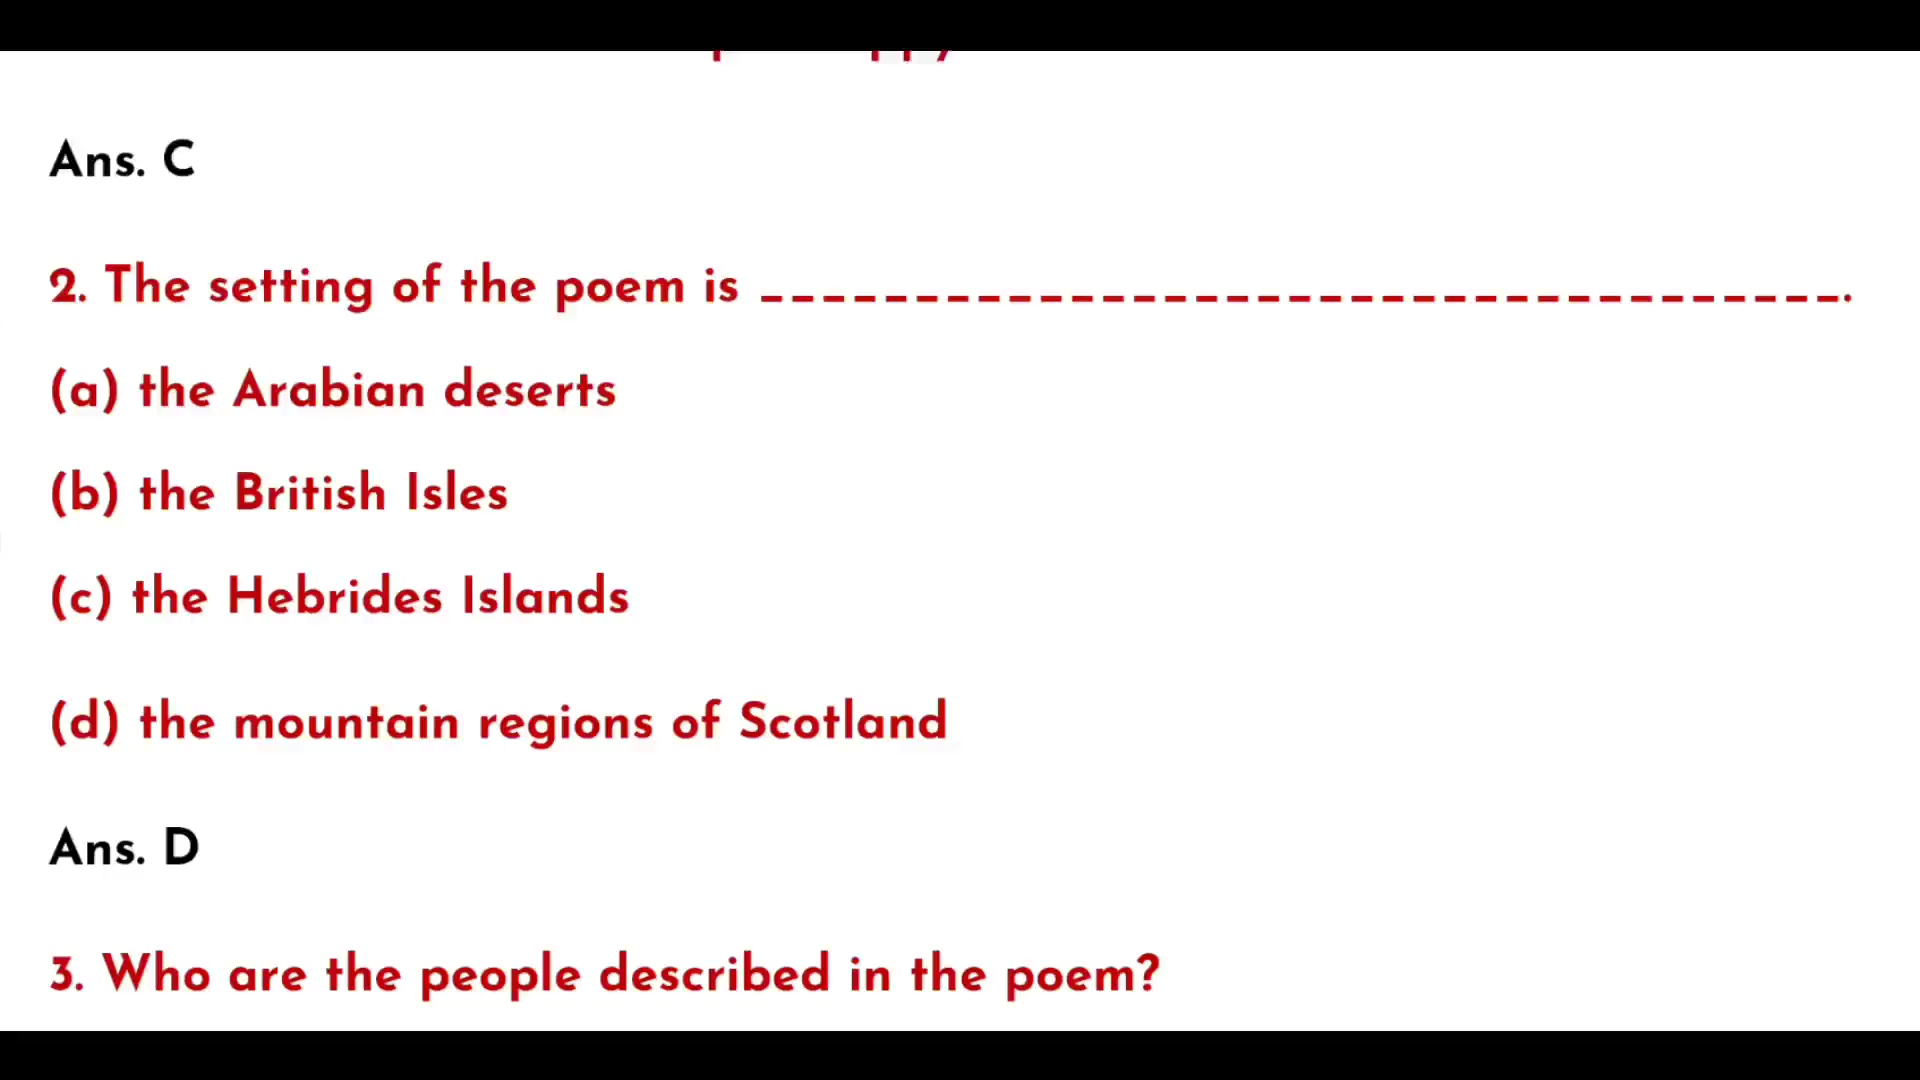 Ans. C
2. The setting of the poem is ___________________________________.
(a) the Arabian deserts
(b) the British Isles
(c) the Hebrides Islands
(d) the mountain regions of Scotland
Ans. D
3. Who are the people described in the poem?